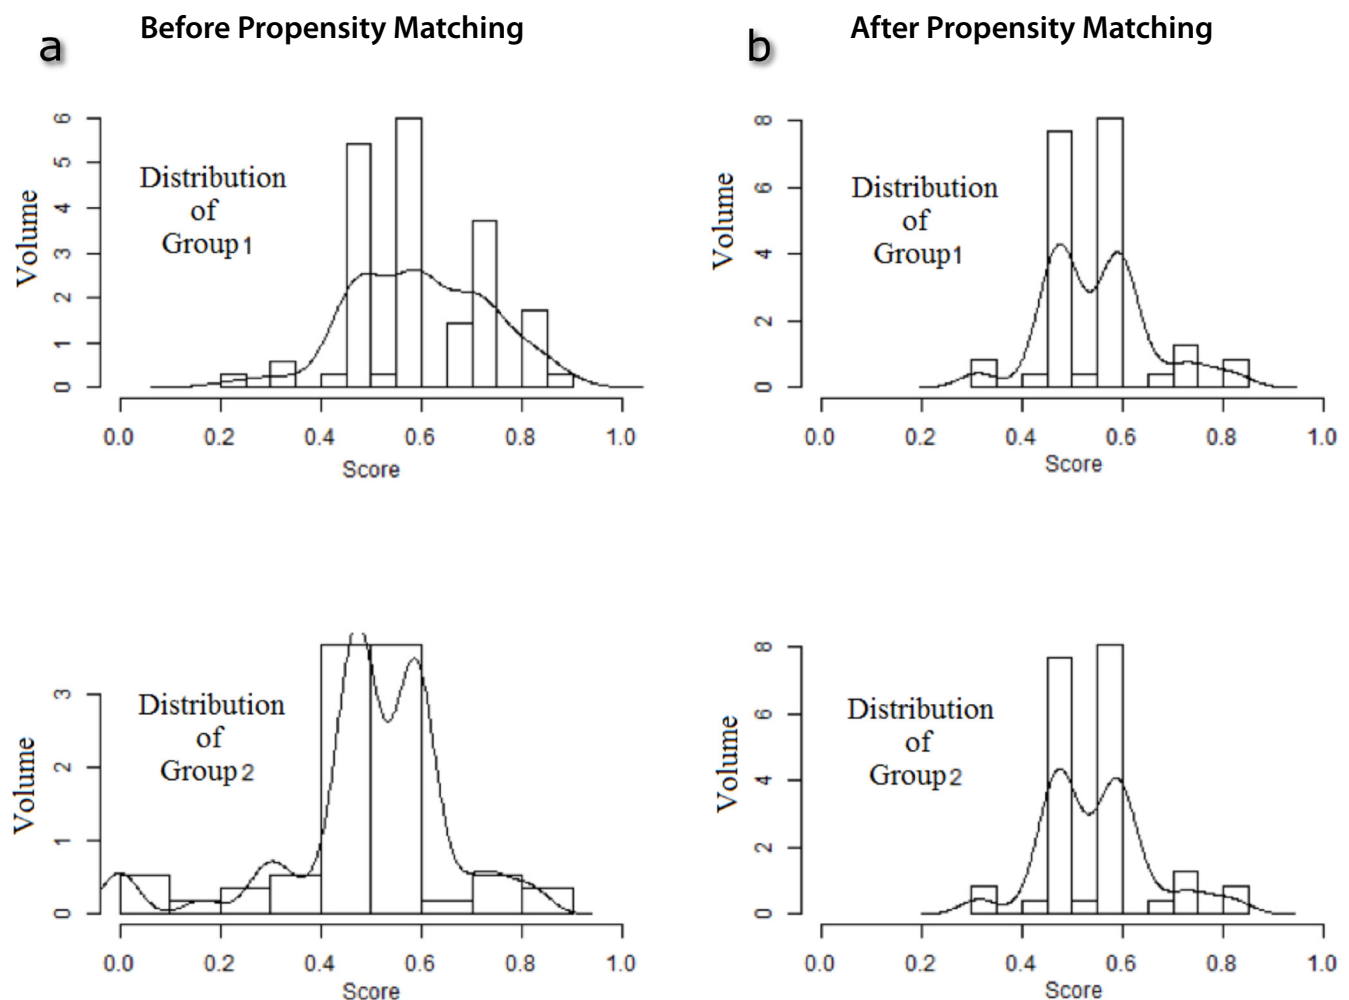 Before Propensity Matching
a
6
5
4
3
2
1
0
Volume
Distribution
of
Group1
0.0 0.2 0.4 0.6 0.8 1.0
Score
After Propensity Matching
b
8
6
4
2
0
Volume
Distribution
of
Group1
0.0 0.2 0.4 0.6 0.8 1.0
Score
3
2
1
0
Volume
Distribution
of
Group2
0.0 0.2 0.4 0.6 0.8 1.0
Score
8
6
4
2
0
Volume
Distribution
of
Group2
0.0 0.2 0.4 0.6 0.8 1.0
Score